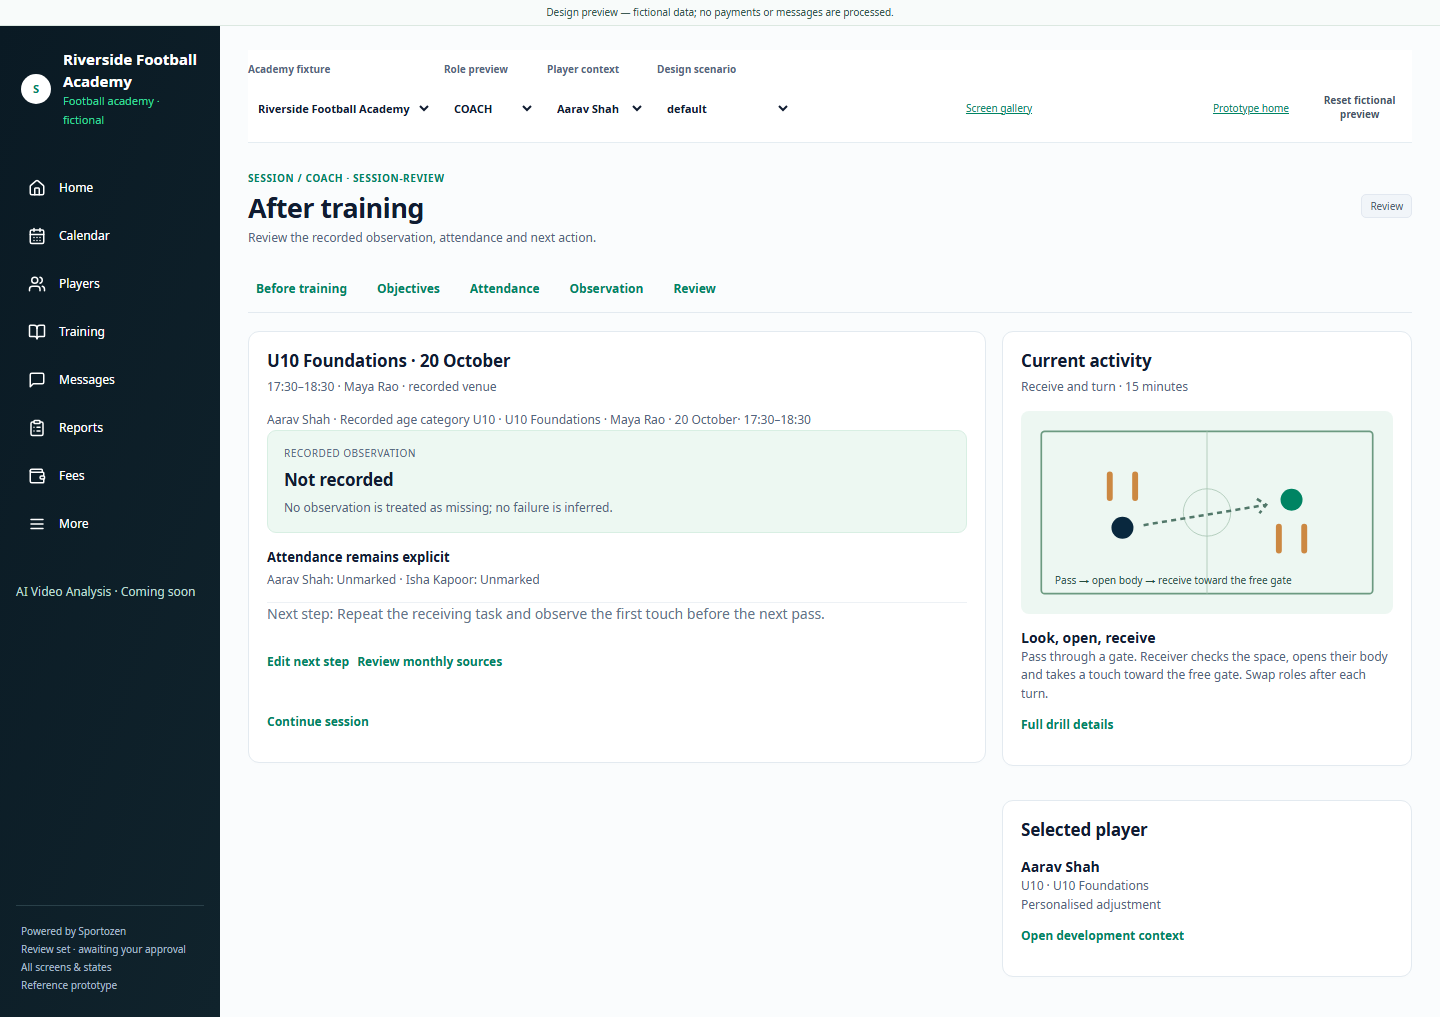 Design preview — fictional data; no payments or messages are processed.
S
Riverside Football
Academy
Football academy ·
fictional
Home
Calendar
Players
Training
Messages
Reports
Fees
More
AI Video Analysis · Coming soon
Powered by Sportozen
Review set · awaiting your approval
All screens & states
Reference prototype
Academy fixture
Role preview
Player context
Design scenario
Riverside Football Academy
COACH
Aarav Shah
default
Screen gallery
Prototype home
Reset fictional
preview
SESSION / COACH · SESSION-REVIEW
After training
Review the recorded observation, attendance and next action.
Review
Before training
Objectives
Attendance
Observation
Review
U10 Foundations · 20 October
17:30–18:30 · Maya Rao · recorded venue
Aarav Shah · Recorded age category U10 · U10 Foundations · Maya Rao · 20 October· 17:30–18:30
RECORDED OBSERVATION
Not recorded
No observation is treated as missing; no failure is inferred.
Attendance remains explicit
Aarav Shah: Unmarked · Isha Kapoor: Unmarked
Next step: Repeat the receiving task and observe the first touch before the next pass.
Edit next step Review monthly sources
Continue session
Current activity
Receive and turn · 15 minutes
Pass → open body → receive toward the free gate
Look, open, receive
Pass through a gate. Receiver checks the space, opens their body
and takes a touch toward the free gate. Swap roles after each
turn.
Full drill details
Selected player
Aarav Shah
U10 · U10 Foundations
Personalised adjustment
Open development context